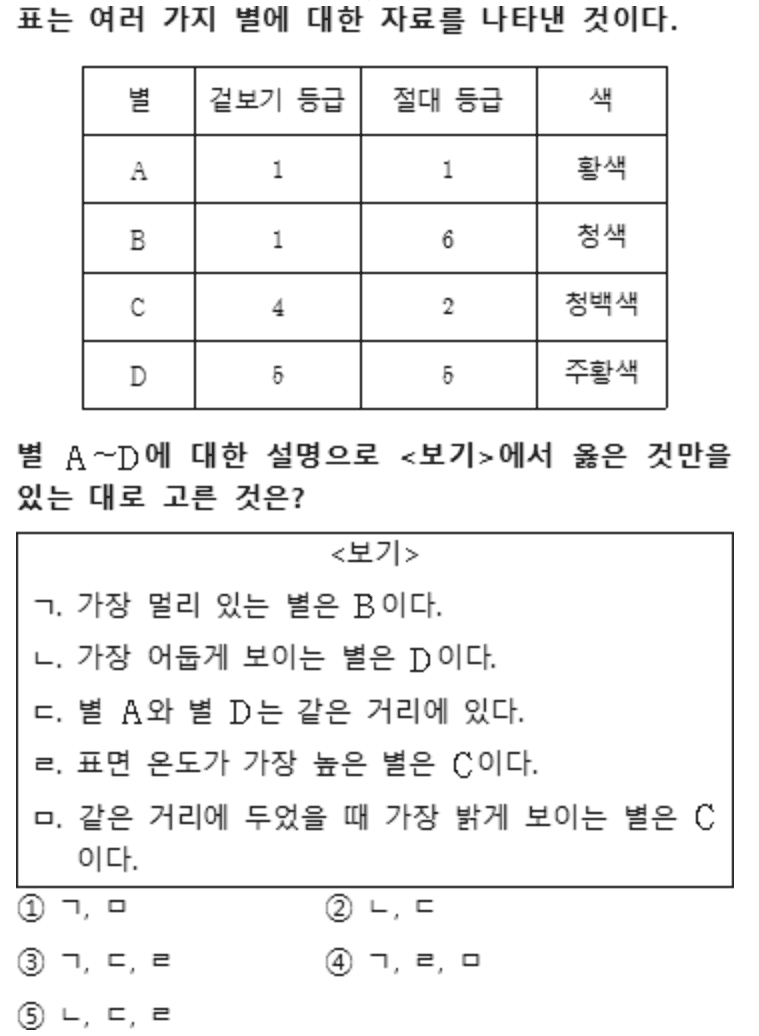 표는 여러 가지 별에 대한 자료를 나타낸 것이다.
별 겉보기 등급 절대 등급 색
A 1 1 황색
B 1 6 청색
C 4 2 청백색
D 5 5 주황색
별 A~D에 대한 설명으로 <보기>에서 옳은 것만을
있는 대로 고른 것은?
<보기>
ㄱ. 가장 멀리 있는 별은 B이다.
ㄴ. 가장 어둡게 보이는 별은 D이다.
ㄷ. 별 A와 별 D는 같은 거리에 있다.
ㄹ. 표면 온도가 가장 높은 별은 C이다.
ㅁ. 같은 거리에 두었을 때 가장 밝게 보이는 별은 C
이다.
① ㄱ, ㅁ ② ㄴ, ㄷ
③ ㄱ, ㄷ, ㄹ ④ ㄱ, ㄹ, ㅁ
⑤ ㄴ, ㄷ, ㄹ